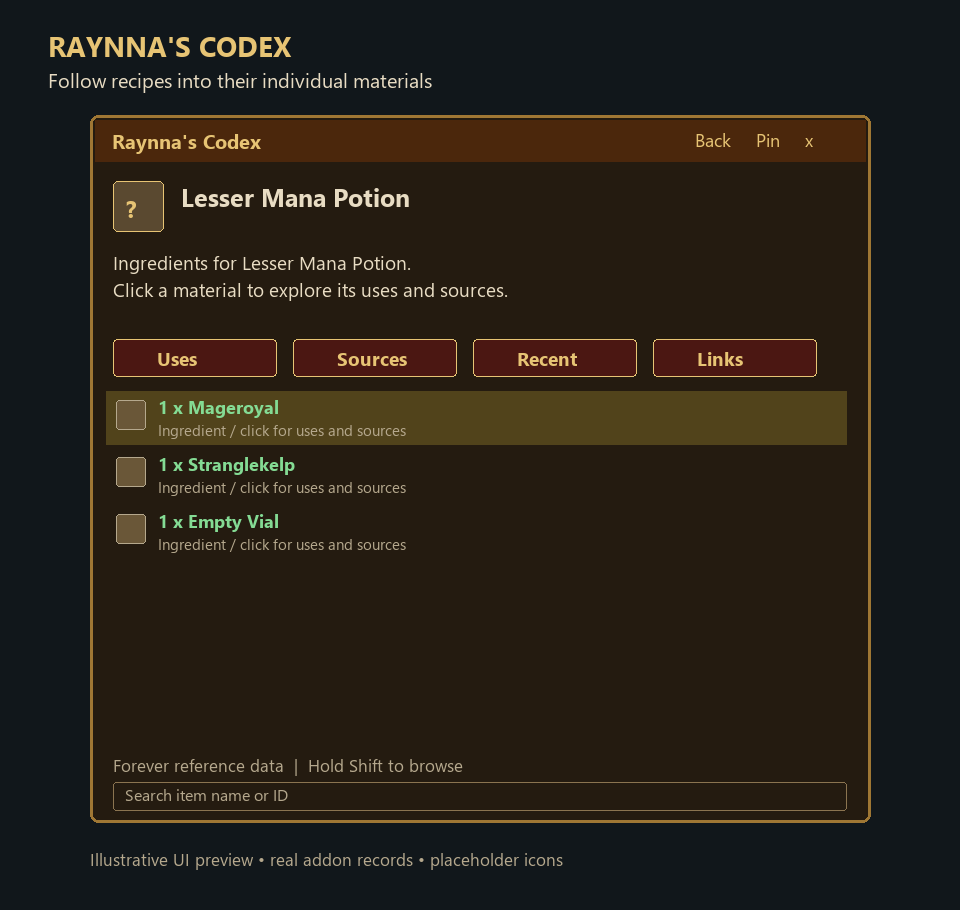 RAYNNA'S CODEX
Follow recipes into their individual materials
Raynna's Codex
Back Pin x
?
Lesser Mana Potion
Ingredients for Lesser Mana Potion.
Click a material to explore its uses and sources.
Uses Sources Recent Links
1 x Mageroyal
Ingredient / click for uses and sources
1 x Stranglekelp
Ingredient / click for uses and sources
1 x Empty Vial
Ingredient / click for uses and sources
Forever reference data | Hold Shift to browse
Search item name or ID
Illustrative UI preview • real addon records • placeholder icons